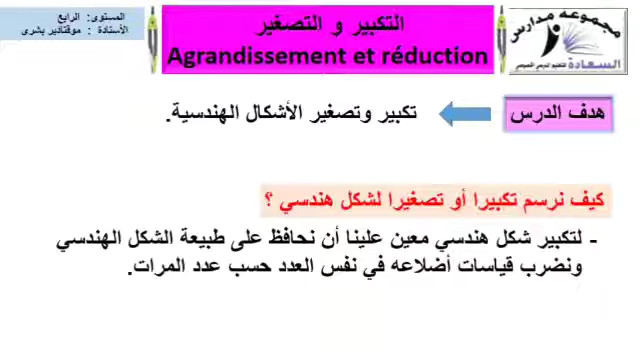 المستوى: الرابع
الأستاذة : موفتادير بشرى
التكبير و التصغير
Agrandissement et réduction
مجموعة مدارس
السعادة
هدف الدرس
تكبير وتصغير الأشكال الهندسية.
كيف نرسم تكبيرا أو تصغيرا لشكل هندسي ؟
- لتكبير شكل هندسي معين علينا أن نحافظ على طبيعة الشكل الهندسي
ونضرب قياسات أضلاعه في نفس العدد حسب عدد المرات.